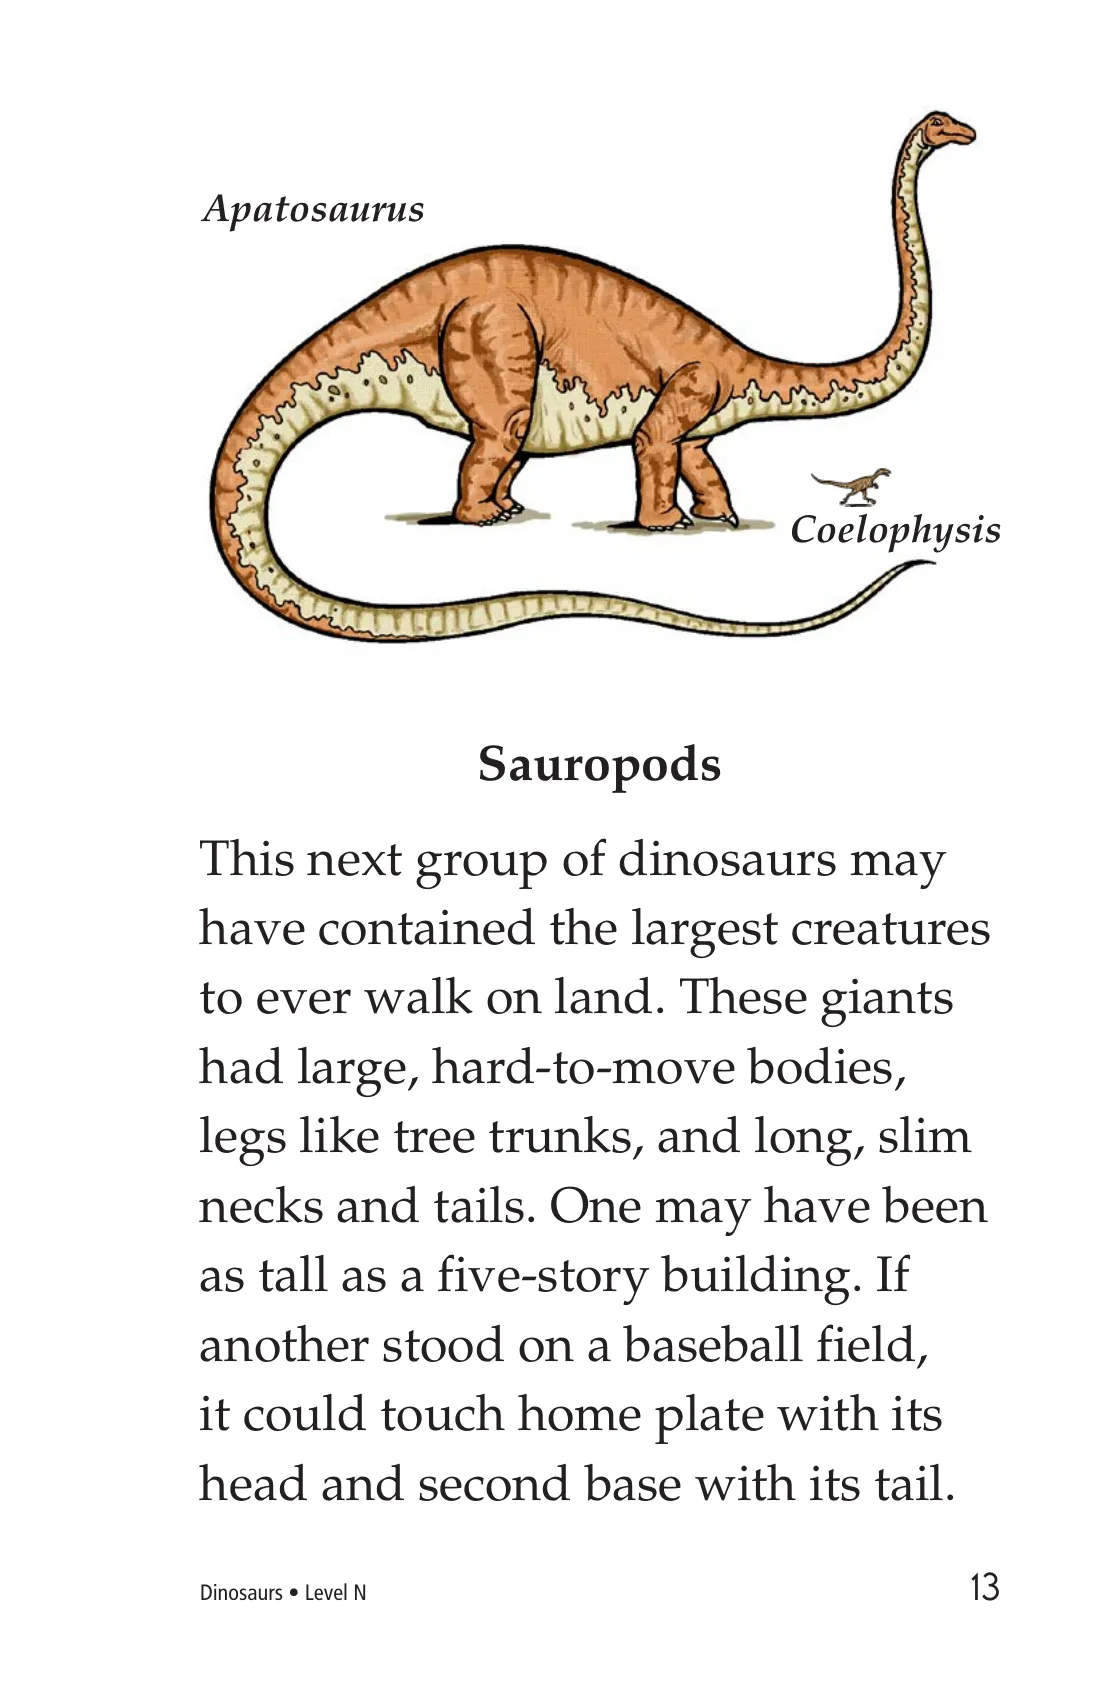 Apatosaurus
Coelophysis
Sauropods
This next group of dinosaurs may
have contained the largest creatures
to ever walk on land. These giants
had large, hard-to-move bodies,
legs like tree trunks, and long, slim
necks and tails. One may have been
as tall as a five-story building. If
another stood on a baseball field,
it could touch home plate with its
head and second base with its tail.
Dinosaurs • Level N
13